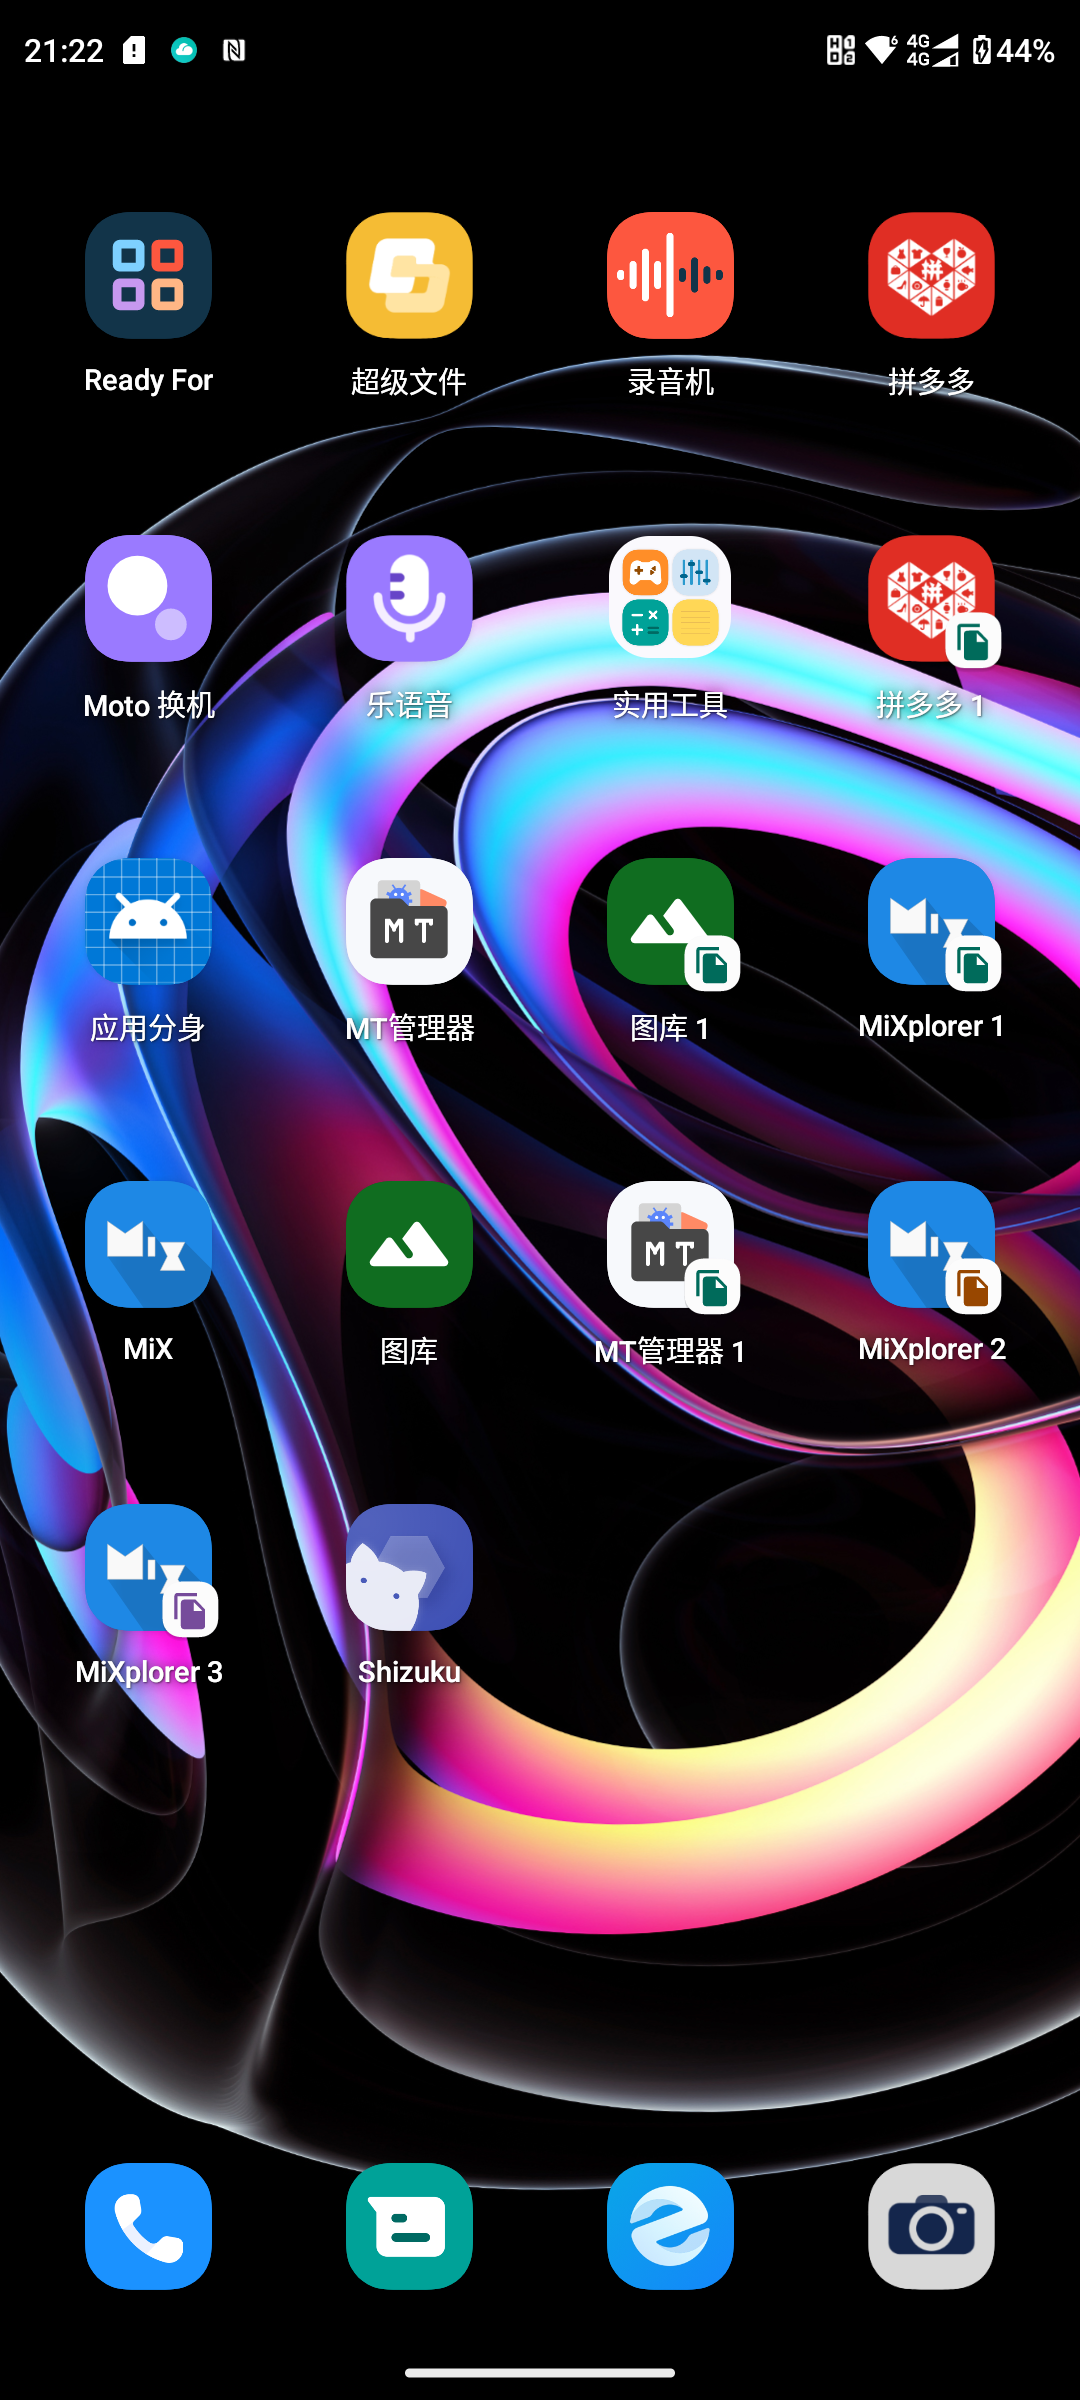 21:22
4G
4G
6
44%
Ready For
超级文件
录音机
拼多多
Moto 换机
乐语音
实用工具
拼多多 1
应用分身
MT管理器
图库 1
MiXplorer 1
MiX
图库
MT管理器 1
MiXplorer 2
MiXplorer 3
Shizuku